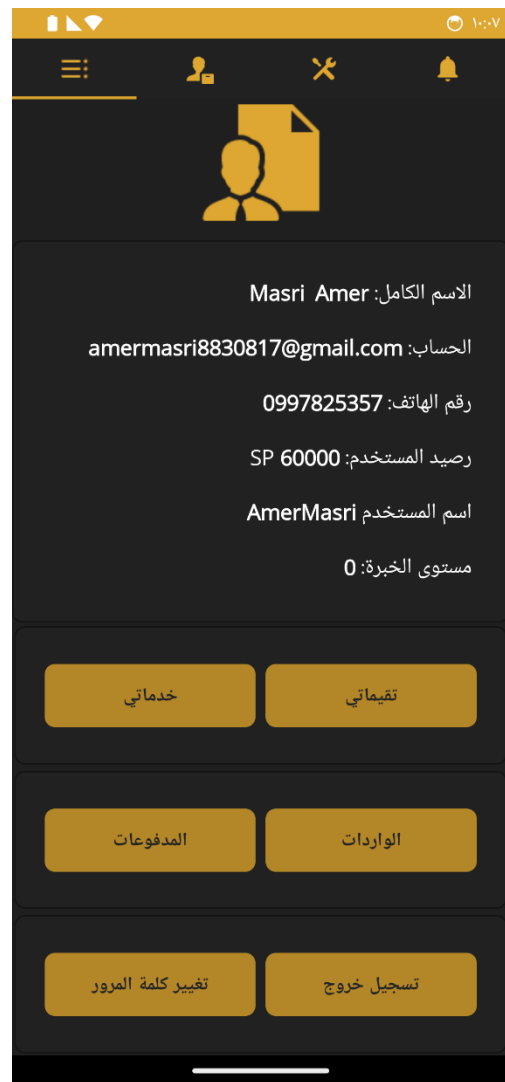 ١٠:٠٧
الاسم الكامل: Masri Amer
الحساب: amermasri8830817@gmail.com
رقم الهاتف: 0997825357
رصيد المستخدم: 60000 SP
اسم المستخدم AmerMasri
مستوى الخبرة: 0
تقيماتي خدماتي
الواردات المدفوعات
تسجيل خروج تغيير كلمة المرور